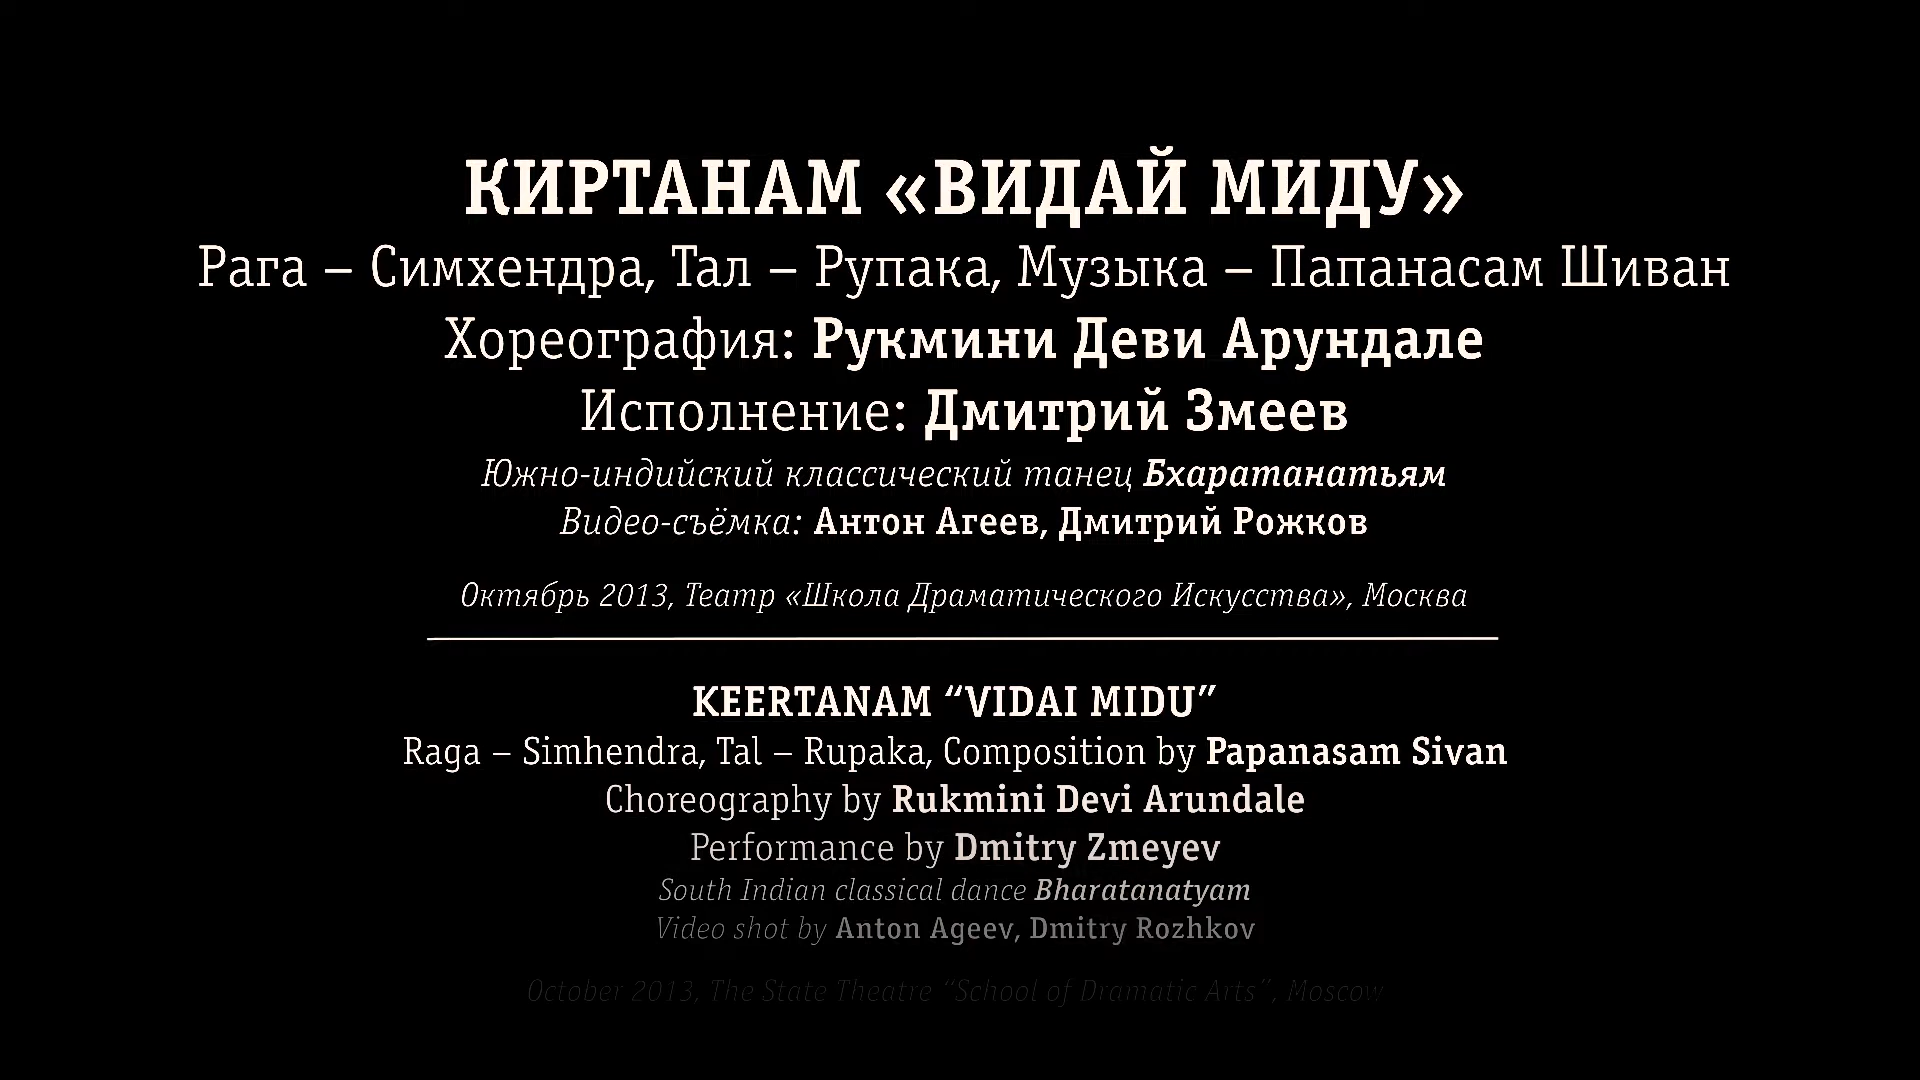 КИРТАНАМ «ВИДАЙ МИДУ»
Рага – Симхендра, Тал – Рупака, Музыка – Папанасам Шиван
Хореография: Рукмини Деви Арундале
Исполнение: Дмитрий Змеев
Южно-индийский классический танец Бхаратанатьям
Видео-съёмка: Антон Агеев, Дмитрий Рожков
Октябрь 2013, Театр «Школа Драматического Искусства», Москва
KEERTANAM “VIDAI MIDU”
Raga – Simhendra, Tal – Rupaka, Composition by Papanasam Sivan
Choreography by Rukmini Devi Arundale
Performance by Dmitry Zmeyev
South Indian classical dance Bharatanatyam
Video shot by Anton Ageev, Dmitry Rozhkov
October 2013, The State Theatre “School of Dramatic Arts”, Moscow